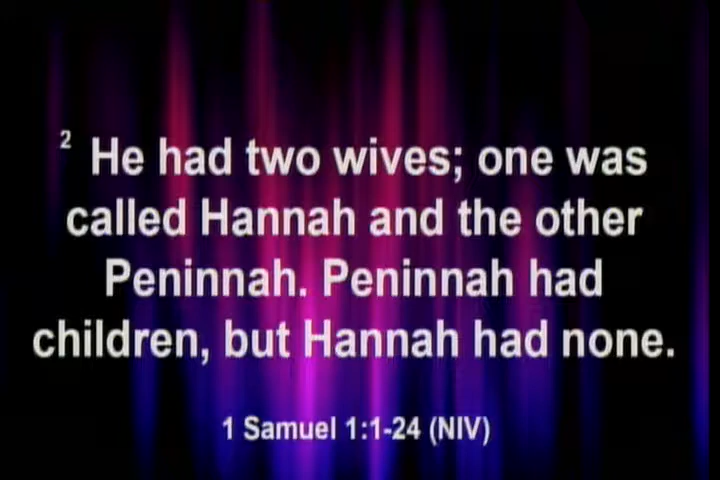 2 He had two wives; one was
called Hannah and the other
Peninnah. Peninnah had
children, but Hannah had none.
1 Samuel 1:1-24 (NIV)